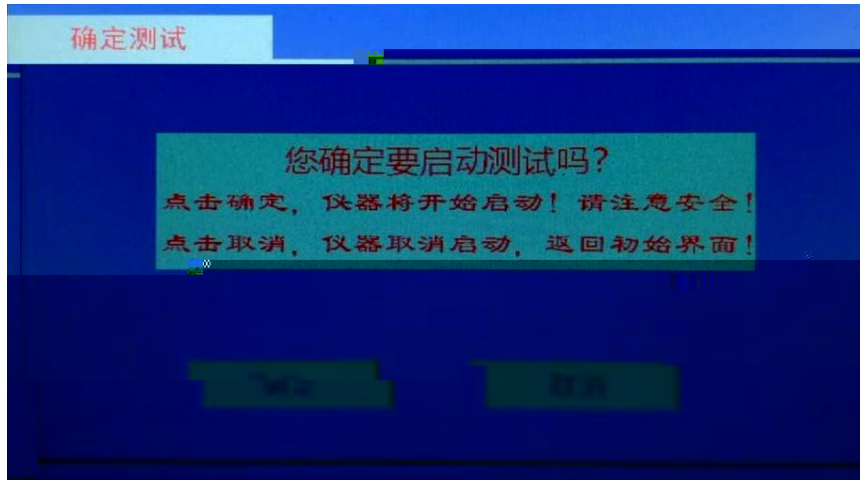 确定测试
您确定要启动测试吗?
点击确定，仪器将开始启动！请注意安全！
点击取消，仪器取消启动，返回初始界面！